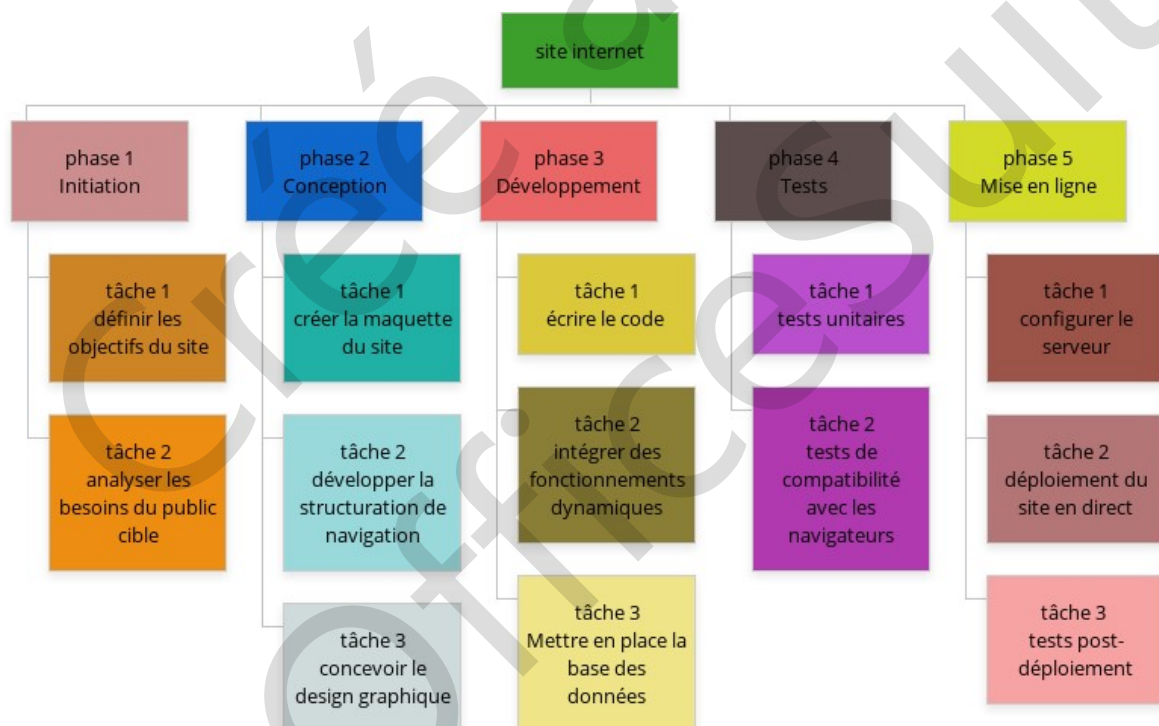 site internet
phase 1
Initiation
phase 2
Conception
phase 3
Développement
phase 4
Tests
phase 5
Mise en ligne
tâche 1
définir les
objectifs du site
tâche 2
analyser les
besoins du public
cible
tâche 1
créer la maquette
du site
tâche 2
développer la
structuration de
navigation
tâche 3
concevoir le
design graphique
tâche 1
écrire le code
tâche 2
intégrer des
fonctionnements
dynamiques
tâche 3
Mettre en place la
base des
données
tâche 1
tests unitaires
tâche 2
tests de
compatibilité
avec les
navigateurs
tâche 1
configurer le
serveur
tâche 2
déploiement du
site en direct
tâche 3
tests post-
déploiement
Créé
OfficeSui